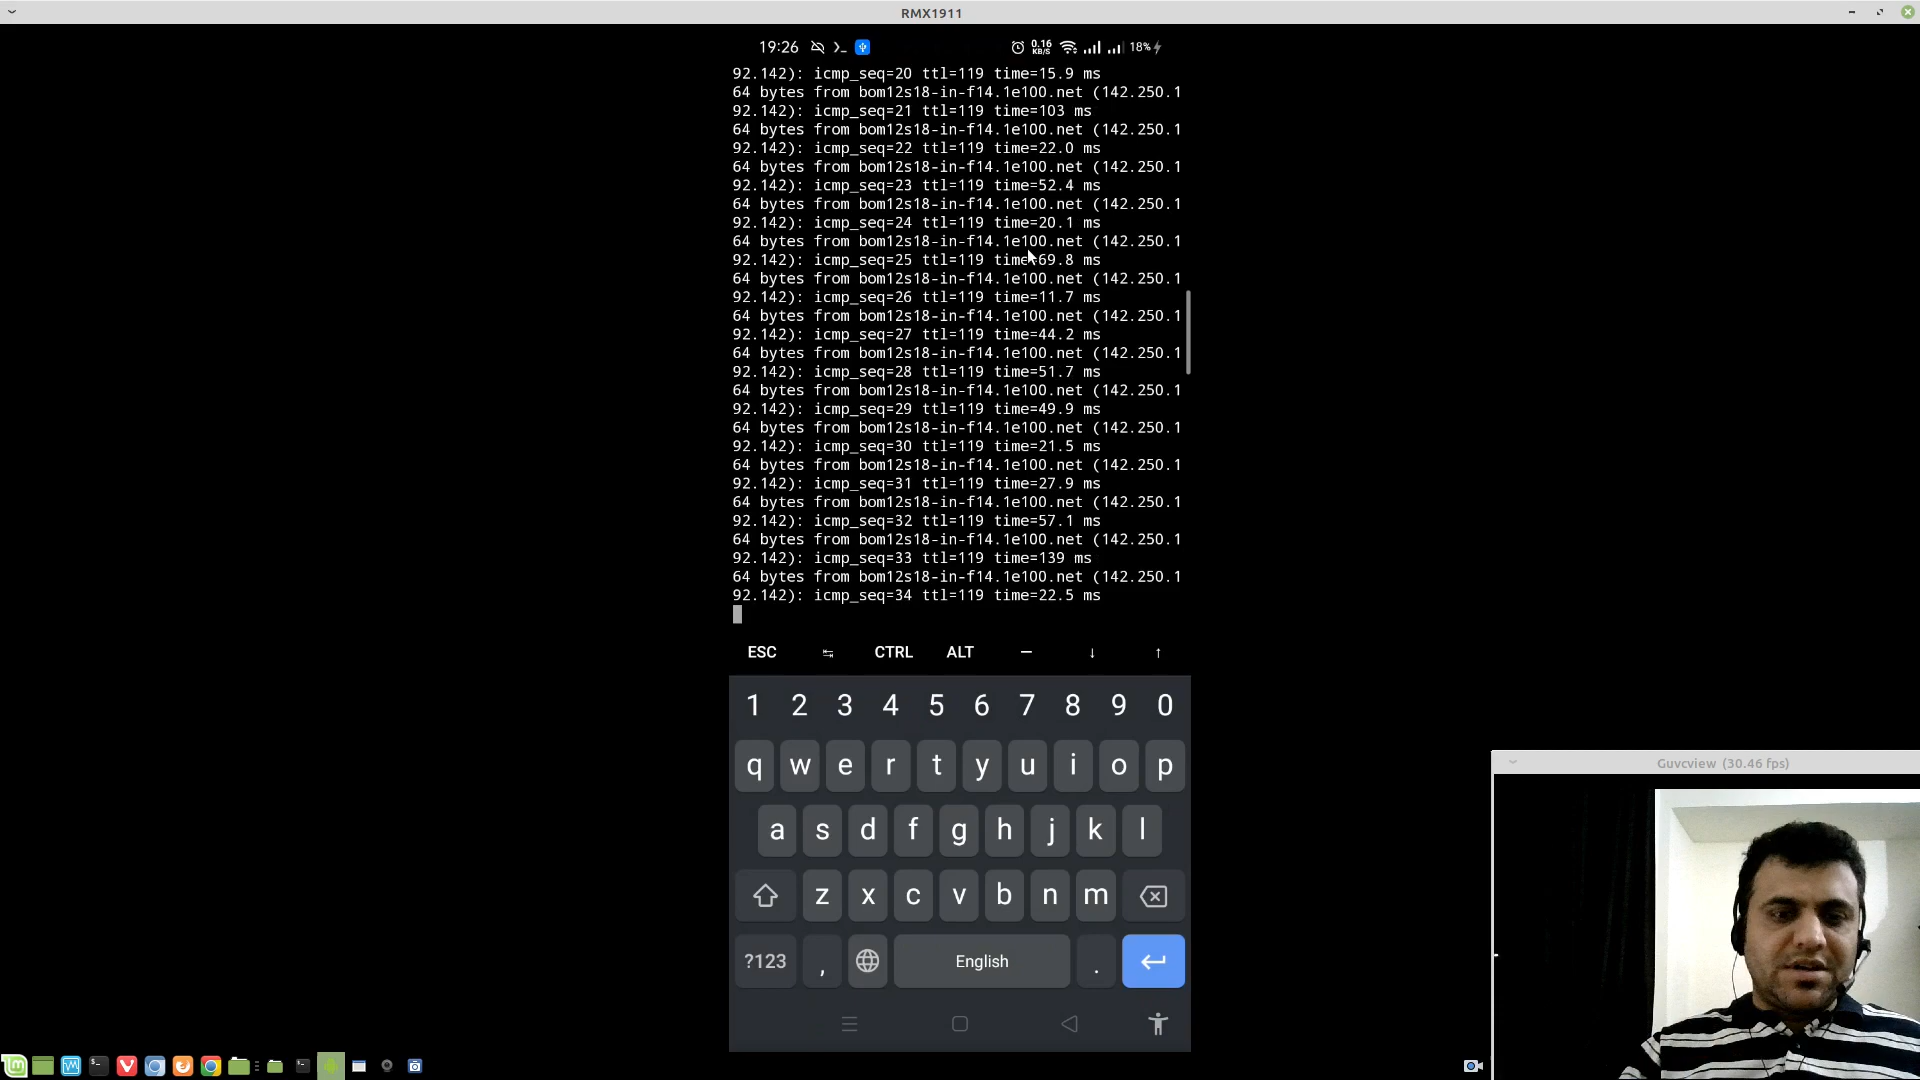 RMX1911
19:26
0.16
KB/S
18%
92.142): icmp_seq=20 ttl=119 time=15.9 ms
64 bytes from bom12s18-in-f14.1e100.net (142.250.1
92.142): icmp_seq=21 ttl=119 time=103 ms
64 bytes from bom12s18-in-f14.1e100.net (142.250.1
92.142): icmp_seq=22 ttl=119 time=22.0 ms
64 bytes from bom12s18-in-f14.1e100.net (142.250.1
92.142): icmp_seq=23 ttl=119 time=52.4 ms
64 bytes from bom12s18-in-f14.1e100.net (142.250.1
92.142): icmp_seq=24 ttl=119 time=20.1 ms
64 bytes from bom12s18-in-f14.1e100.net (142.250.1
92.142): icmp_seq=25 ttl=119 time=69.8 ms
64 bytes from bom12s18-in-f14.1e100.net (142.250.1
92.142): icmp_seq=26 ttl=119 time=11.7 ms
64 bytes from bom12s18-in-f14.1e100.net (142.250.1
92.142): icmp_seq=27 ttl=119 time=44.2 ms
64 bytes from bom12s18-in-f14.1e100.net (142.250.1
92.142): icmp_seq=28 ttl=119 time=51.7 ms
64 bytes from bom12s18-in-f14.1e100.net (142.250.1
92.142): icmp_seq=29 ttl=119 time=49.9 ms
64 bytes from bom12s18-in-f14.1e100.net (142.250.1
92.142): icmp_seq=30 ttl=119 time=21.5 ms
64 bytes from bom12s18-in-f14.1e100.net (142.250.1
92.142): icmp_seq=31 ttl=119 time=27.9 ms
64 bytes from bom12s18-in-f14.1e100.net (142.250.1
92.142): icmp_seq=32 ttl=119 time=57.1 ms
64 bytes from bom12s18-in-f14.1e100.net (142.250.1
92.142): icmp_seq=33 ttl=119 time=139 ms
64 bytes from bom12s18-in-f14.1e100.net (142.250.1
92.142): icmp_seq=34 ttl=119 time=22.5 ms
ESC ↹ CTRL ALT — ↓ ↑
1 2 3 4 5 6 7 8 9 0
q w e r t y u i o p
a s d f g h j k l
z x c v b n m
?123 , English .
Guvcview (30.46 fps)